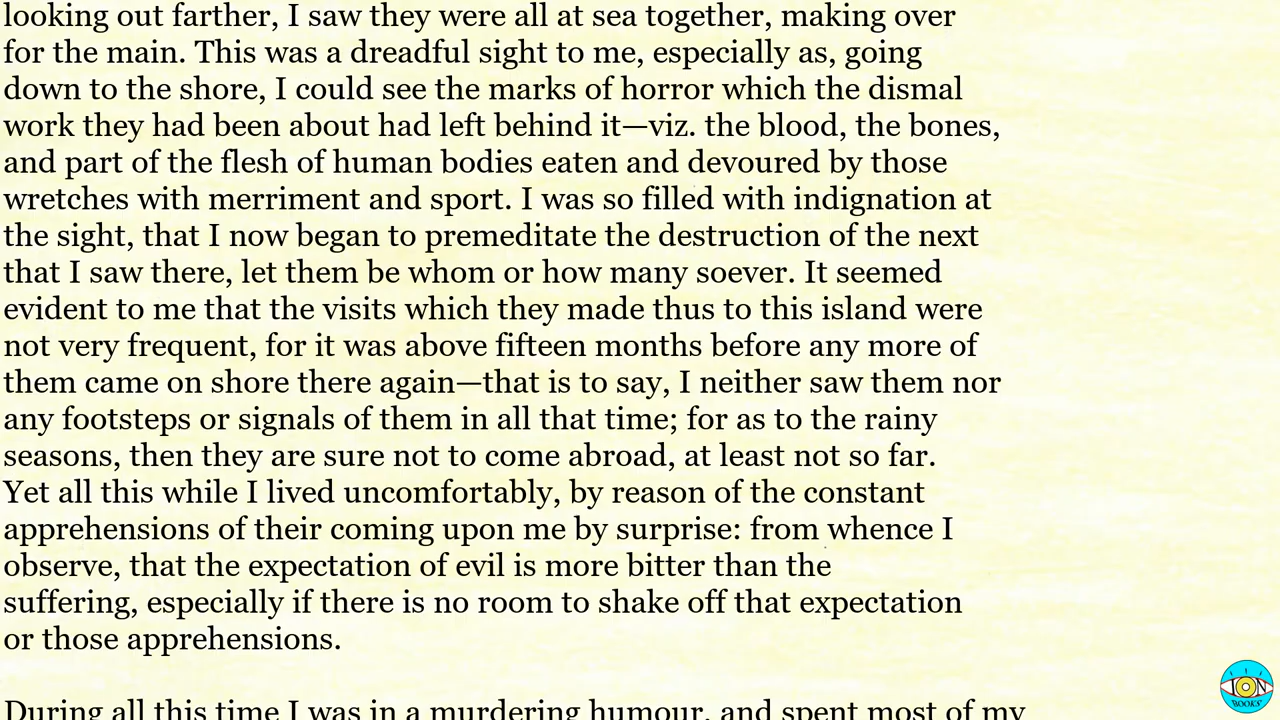 looking out farther, I saw they were all at sea together, making over
for the main. This was a dreadful sight to me, especially as, going
down to the shore, I could see the marks of horror which the dismal
work they had been about had left behind it—viz. the blood, the bones,
and part of the flesh of human bodies eaten and devoured by those
wretches with merriment and sport. I was so filled with indignation at
the sight, that I now began to premeditate the destruction of the next
that I saw there, let them be whom or how many soever. It seemed
evident to me that the visits which they made thus to this island were
not very frequent, for it was above fifteen months before any more of
them came on shore there again—that is to say, I neither saw them nor
any footsteps or signals of them in all that time; for as to the rainy
seasons, then they are sure not to come abroad, at least not so far.
Yet all this while I lived uncomfortably, by reason of the constant
apprehensions of their coming upon me by surprise: from whence I
observe, that the expectation of evil is more bitter than the
suffering, especially if there is no room to shake off that expectation
or those apprehensions.
During all this time I was in a murdering humour, and spent most of my
ION
BOOKS